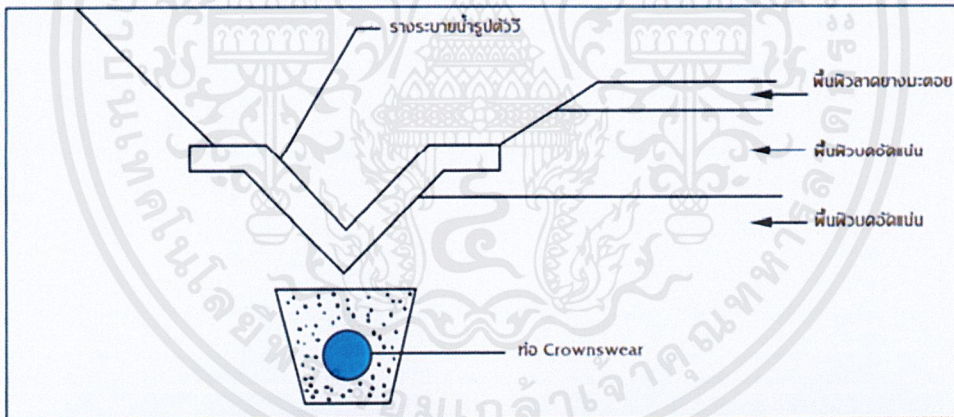 รางระบายน้ำรูปตัววี
พื้นผิวลาดยางมะตอย
พื้นผิวบดอัดแน่น
พื้นผิวบดอัดแน่น
ท่อ Crownswear